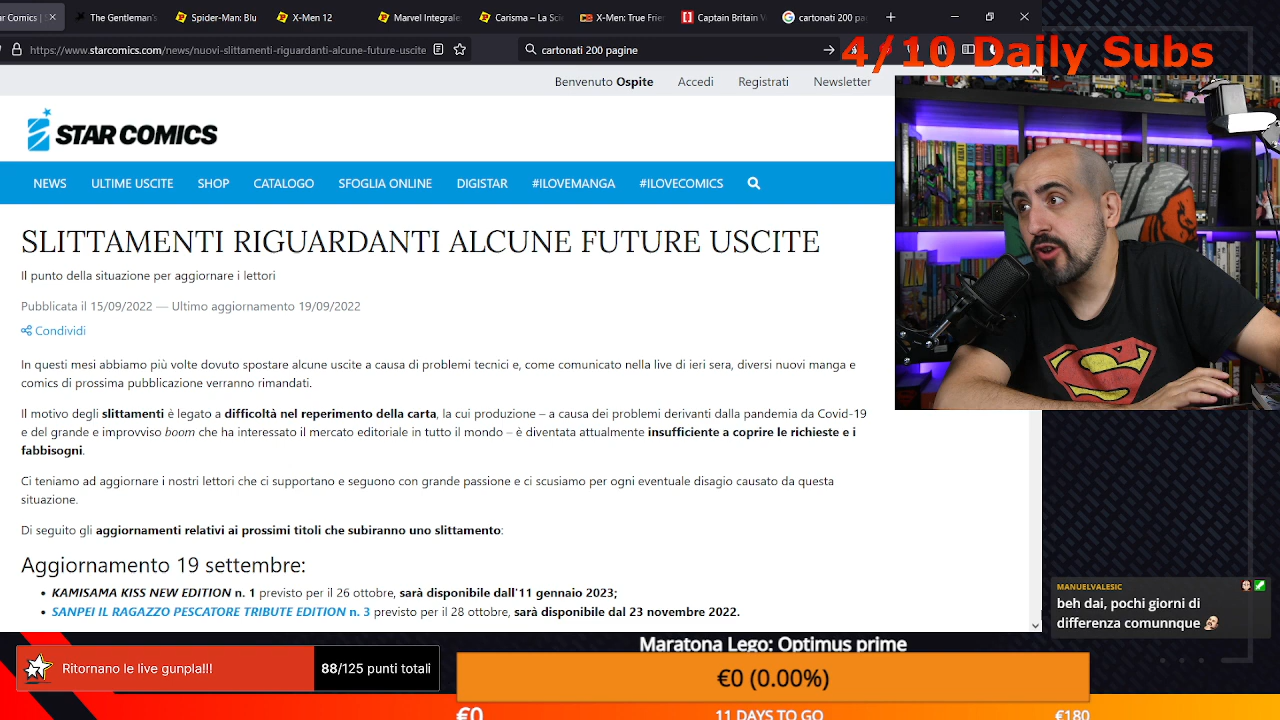 ar Comics |
The Gentleman's
Spider-Man: Blu
X-Men 12
Marvel Integrale
Carisma – La Sc
X-Men: True Frie
Captain Britain V
cartonati 200 pa
https://www.starcomics.com/news/nuovi-slittamenti-riguardanti-alcune-future-uscite
cartonati 200 pagine
4/10 Daily Subs
Benvenuto Ospite
Accedi
Registrati
Newsletter
STAR COMICS
NEWS
ULTIME USCITE
SHOP
CATALOGO
SFOGLIA ONLINE
DIGISTAR
#ILOVEMANGA
#ILOVECOMICS
SLITTAMENTI RIGUARDANTI ALCUNE FUTURE USCITE
Il punto della situazione per aggiornare i lettori
Pubblicata il 15/09/2022 — Ultimo aggiornamento 19/09/2022
Condividi
In questi mesi abbiamo più volte dovuto spostare alcune uscite a causa di problemi tecnici e, come comunicato nella live di ieri sera, diversi nuovi manga e
comics di prossima pubblicazione verranno rimandati.
Il motivo degli slittamenti è legato a difficoltà nel reperimento della carta, la cui produzione – a causa dei problemi derivanti dalla pandemia da Covid-19
e del grande e improvviso boom che ha interessato il mercato editoriale in tutto il mondo – è diventata attualmente insufficiente a coprire le richieste e i
fabbisogni.
Ci teniamo ad aggiornare i nostri lettori che ci supportano e seguono con grande passione e ci scusiamo per ogni eventuale disagio causato da questa
situazione.
Di seguito gli aggiornamenti relativi ai prossimi titoli che subiranno uno slittamento:
Aggiornamento 19 settembre:
• KAMISAMA KISS NEW EDITION n. 1 previsto per il 26 ottobre, sarà disponibile dall'11 gennaio 2023;
• SANPEI IL RAGAZZO PESCATORE TRIBUTE EDITION n. 3 previsto per il 28 ottobre, sarà disponibile dal 23 novembre 2022.
MANUELVALESIC
beh dai, pochi giorni di
differenza comunnque
Ritornano le live gunpla!!!
88/125 punti totali
Maratona Lego: Optimus prime
€0 (0.00%)
€0
11 DAYS TO GO
€180